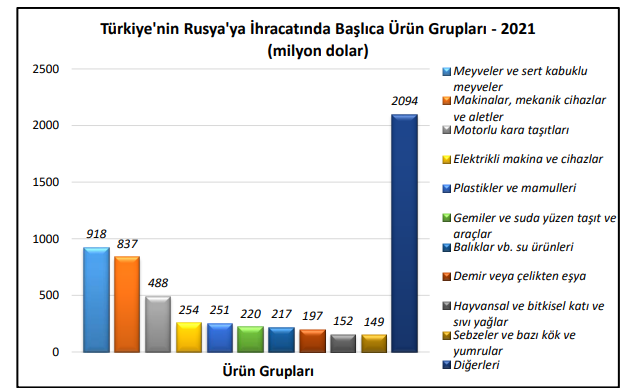 Türkiye'nin Rusya'ya İhracatında Başlıca Ürün Grupları - 2021
(milyon dolar)
2500
2000
1500
1000
500
0
918
837
488
254
251
220
217
197
152
149
2094
Ürün Grupları
Meyveler ve sert kabuklu
meyveler
Makinalar, mekanik cihazlar
ve aletler
Motorlu kara taşıtları
Elektrikli makina ve cihazlar
Plastikler ve mamulleri
Gemiler ve suda yüzen taşıt ve
araçlar
Balıklar vb. su ürünleri
Demir veya çelikten eşya
Hayvansal ve bitkisel katı ve
sıvı yağlar
Sebzeler ve bazı kök ve
yumrular
Diğerleri